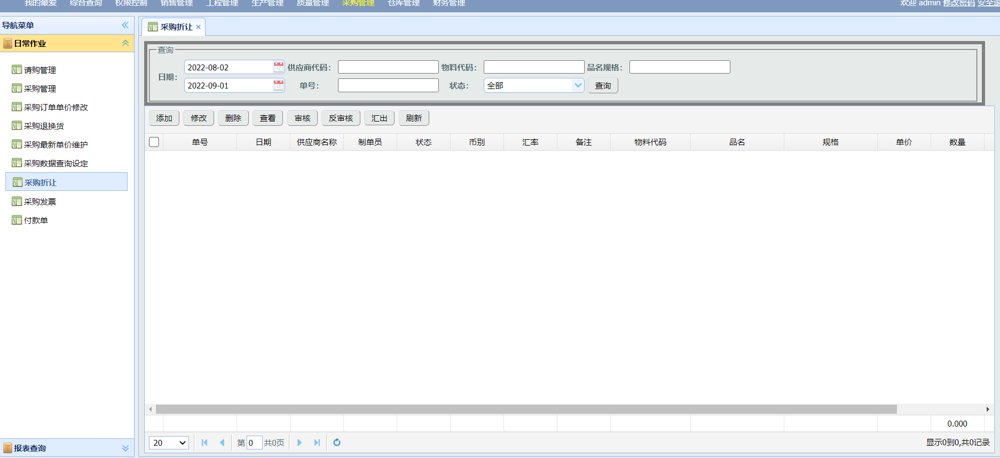 我的最爱 综合查询 权限控制 销售管理 工程管理 生产管理 质量管理 采购管理 仓库管理 财务管理 欢迎 admin 修改密码 安全退
导航菜单
日常作业
请购管理
采购管理
采购订单单价修改
采购退换货
采购最新单价维护
采购数据查询设定
采购折让
采购发票
付款单
报表查询
采购折让
查询
日期：
2022-08-02 供应商代码： 物料代码： 品名规格：
2022-09-01 单号： 状态： 全部 查询
添加 修改 删除 查看 审核 反审核 汇出 刷新
单号 日期 供应商名称 制单员 状态 币别 汇率 备注 物料代码 品名 规格 单价 数量
0.000
20 第 0 共0页 显示0到0,共0记录